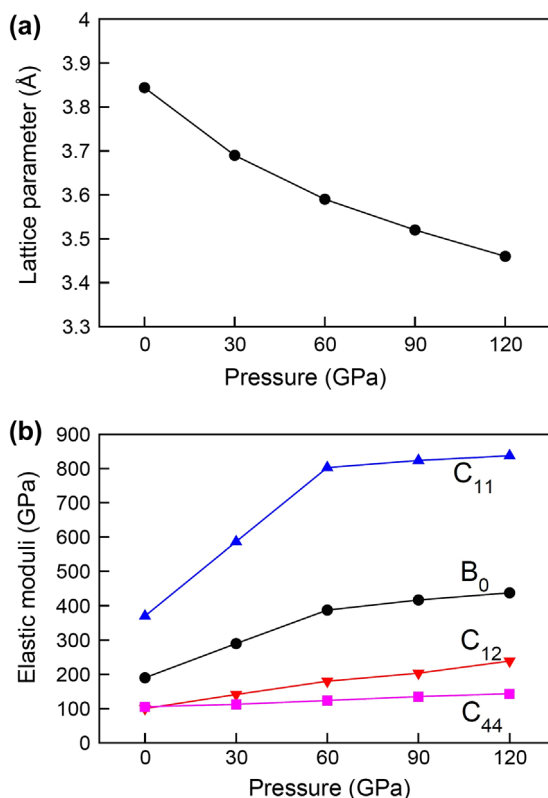 (a)
4
3.9
3.8
3.7
3.6
3.5
3.4
3.3
Lattice parameter (Å)
0 30 60 90 120
Pressure (GPa)
(b)
900
800
700
600
500
400
300
200
100
0
Elastic moduli (GPa)
C11
B0
C12
C44
0 30 60 90 120
Pressure (GPa)